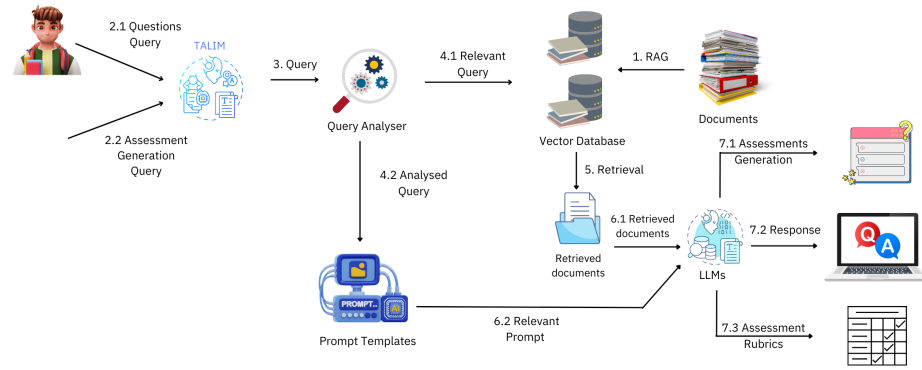 2.1 Questions
Query
TALIM
2.2 Assessment
Generation
Query
3. Query
Query Analyser
4.1 Relevant
Query
4.2 Analysed
Query
1. RAG
Documents
Vector Database
5. Retrieval
Retrieved
documents
6.1 Retrieved
documents
PROMPT...
AI
Prompt Templates
6.2 Relevant
Prompt
LLMs
7.1 Assessments
Generation
?
7.2 Response
Q
A
7.3 Assessment
Rubrics